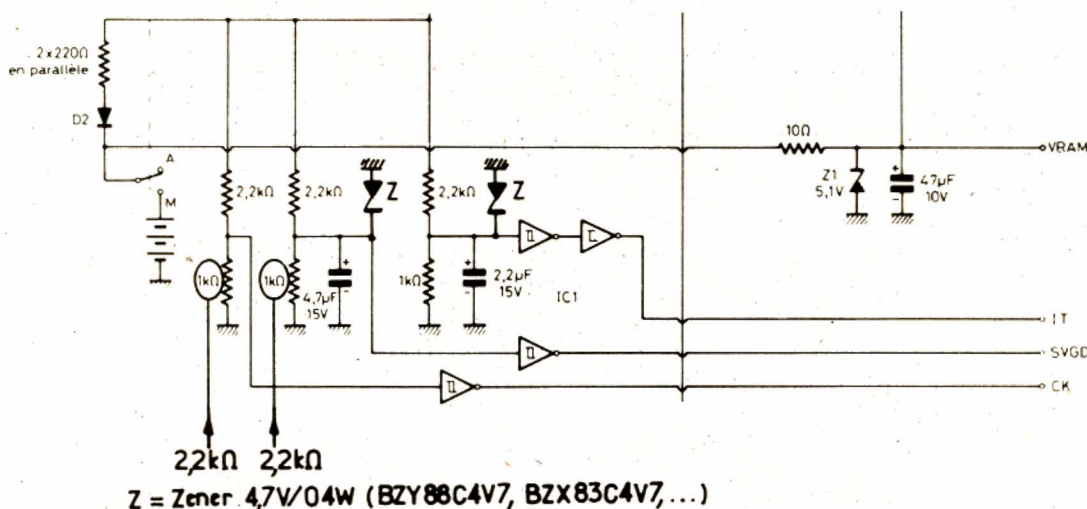 2x220Ω
en parallèle
D2
A
M
2,2kΩ
2,2kΩ
Z
2,2kΩ
Z
10Ω
Z1
5,1V
47µF
10V
VRAM
1kΩ
1kΩ
4,7µF
15V
1kΩ
2,2µF
15V
IC1
IT
SVGD
CK
2,2kΩ 2,2kΩ
Z = Zener 4,7V/04W (BZY88C4V7, BZX83C4V7,...)